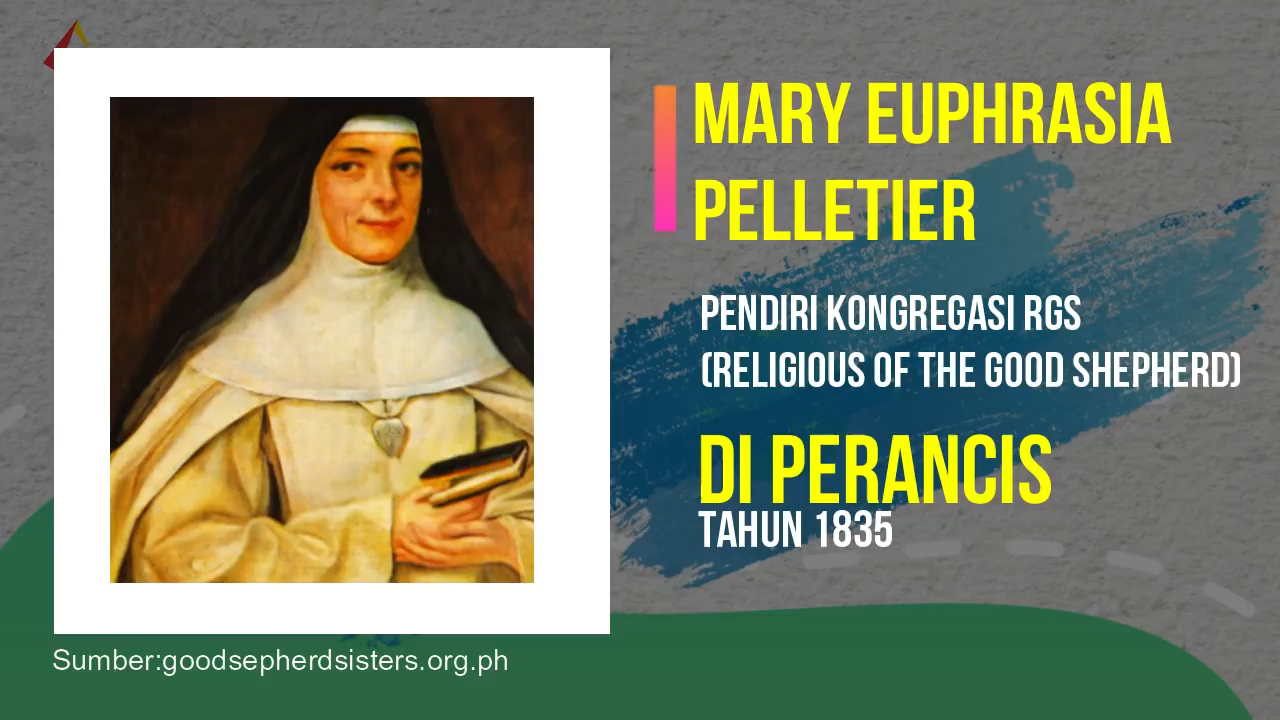 MARY EUPHRASIA
PELLETIER
PENDIRI KONGREGASI RGS
(RELIGIOUS OF THE GOOD SHEPHERD)
DI PERANCIS
TAHUN 1835
Sumber:goodsepherdsisters.org.ph